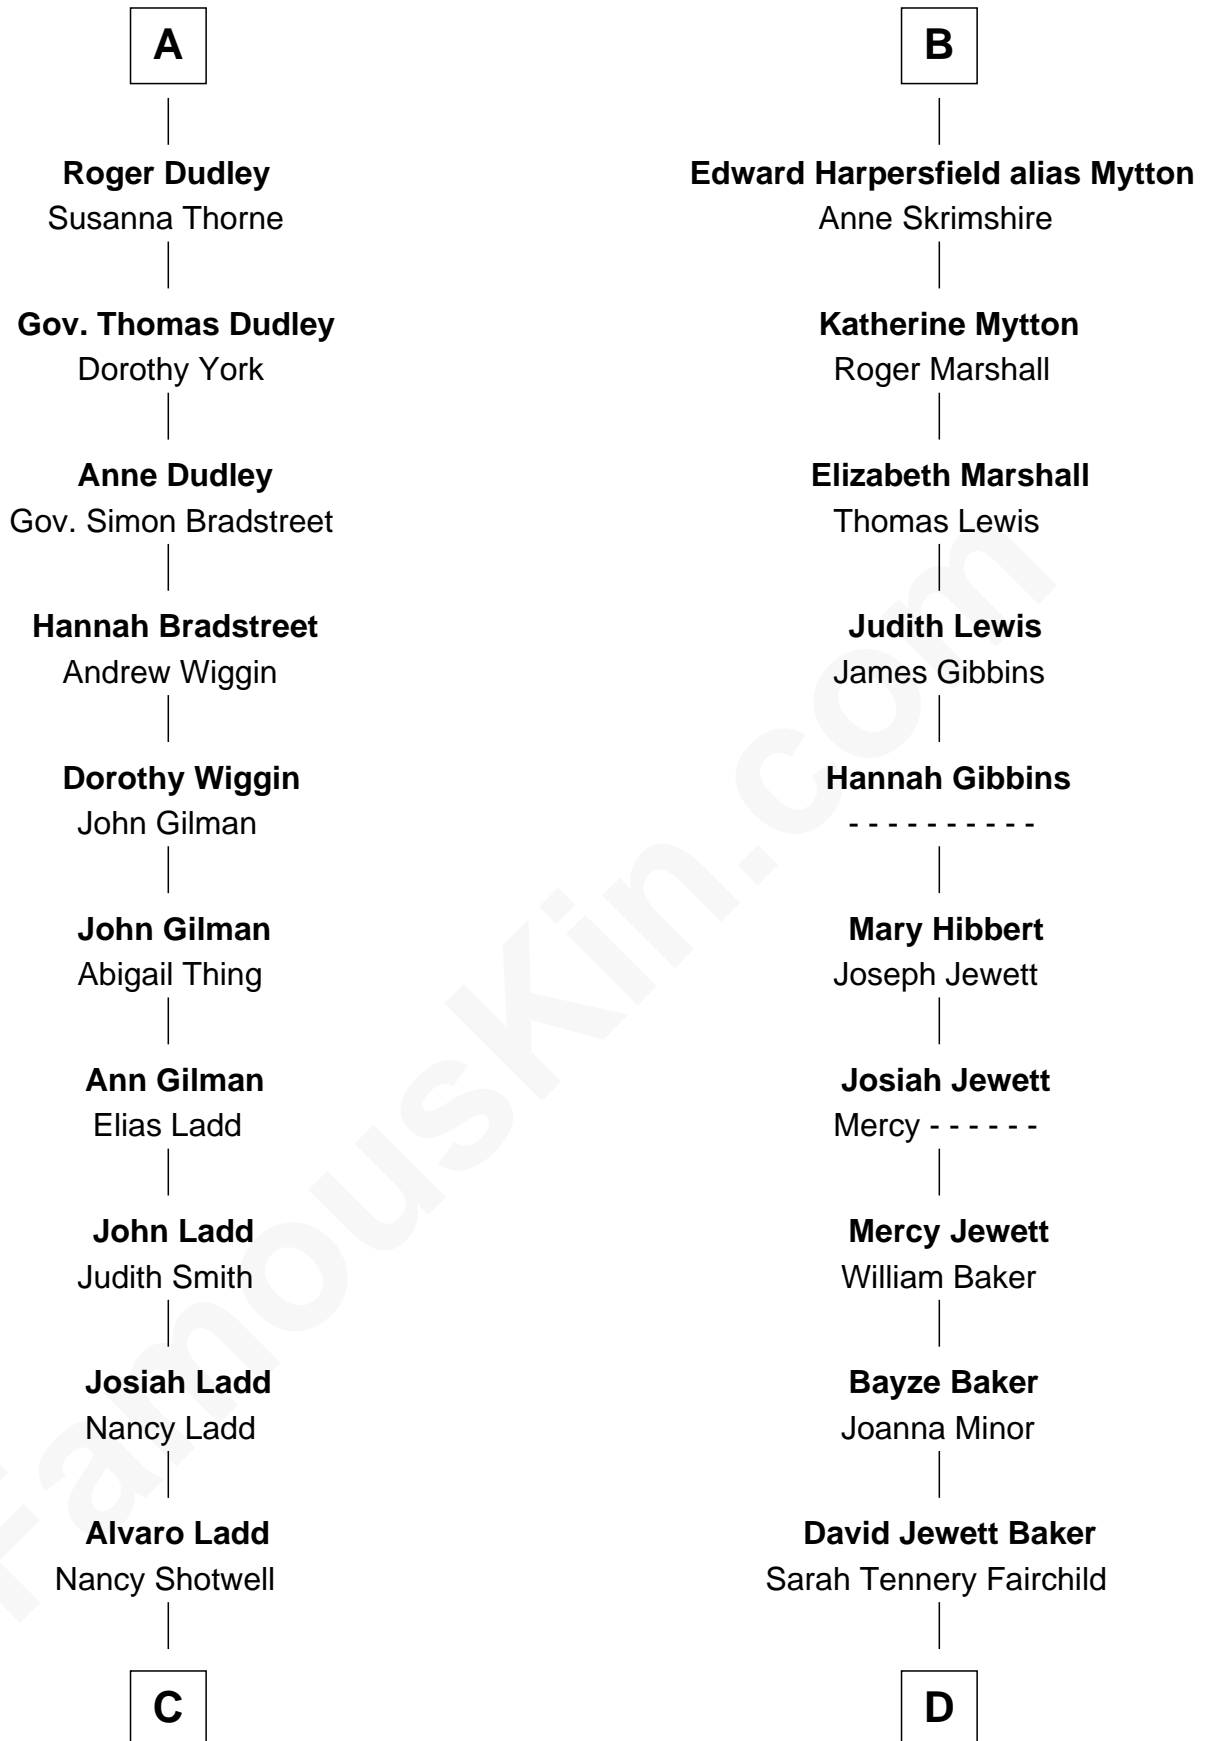 A
Roger Dudley
Susanna Thorne
Gov. Thomas Dudley
Dorothy York
Anne Dudley
Gov. Simon Bradstreet
Hannah Bradstreet
Andrew Wiggin
Dorothy Wiggin
John Gilman
John Gilman
Abigail Thing
Ann Gilman
Elias Ladd
John Ladd
Judith Smith
Josiah Ladd
Nancy Ladd
Alvaro Ladd
Nancy Shotwell
C
B
Edward Harpersfield alias Mytton
Anne Skrimshire
Katherine Mytton
Roger Marshall
Elizabeth Marshall
Thomas Lewis
Judith Lewis
James Gibbins
Hannah Gibbins
- - - - - - - - - -
Mary Hibbert
Joseph Jewett
Josiah Jewett
Mercy - - - - - -
Mercy Jewett
William Baker
Bayze Baker
Joanna Minor
David Jewett Baker
Sarah Tennery Fairchild
D
FamousKin.com